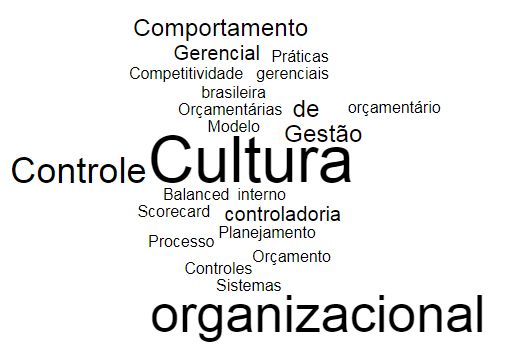 Comportamento
Gerencial Práticas
Competitividade gerenciais
brasileira
Orçamentárias de orçamentário
Modelo Gestão
Controle Cultura
Balanced interno
Scorecard controladoria
Planejamento
Processo
Orçamento
Controles
Sistemas
organizacional